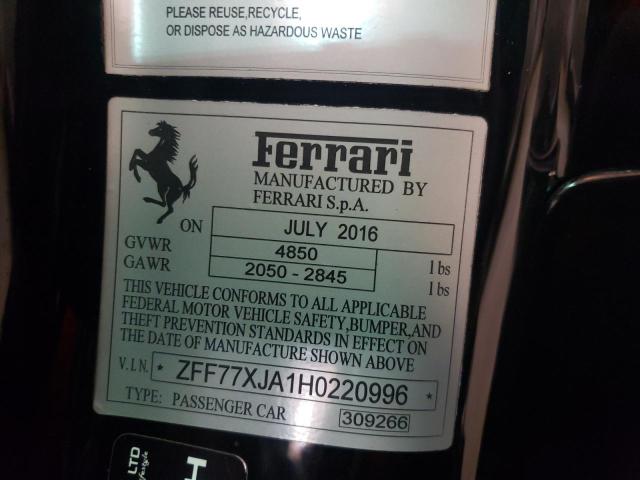 PLEASE REUSE,RECYCLE,
OR DISPOSE AS HAZARDOUS WASTE
Ferrari
MANUFACTURED BY
FERRARI S.p.A.
ON JULY 2016
GVWR 4850 lbs
GAWR 2050 - 2845 lbs
THIS VEHICLE CONFORMS TO ALL APPLICABLE
FEDERAL MOTOR VEHICLE SAFETY,BUMPER,AND
THEFT PREVENTION STANDARDS IN EFFECT ON
THE DATE OF MANUFACTURE SHOWN ABOVE
V.I.N. * ZFF77XJA1H0220996 *
TYPE: PASSENGER CAR 309266
LTD